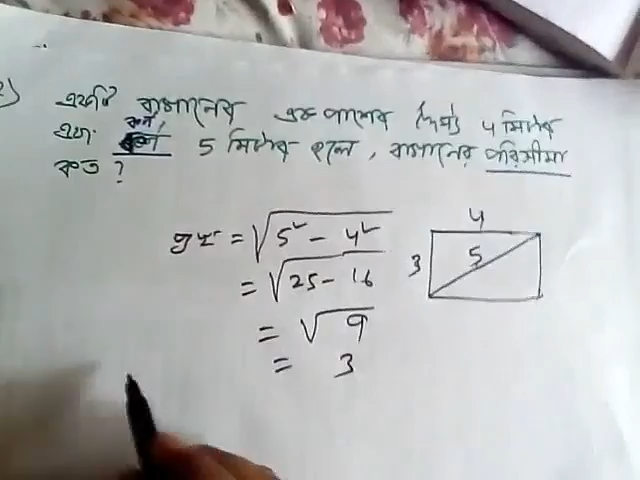 একটি বাগানের এক পাশের দৈর্ঘ্য 4 মিটার
এবং কর্ণ 5 মিটার হলে, বাগানের পরিসীমা
কত ?
4
প্রস্থ = √5² - 4²
5
3
= √25 - 16
= √9
= 3